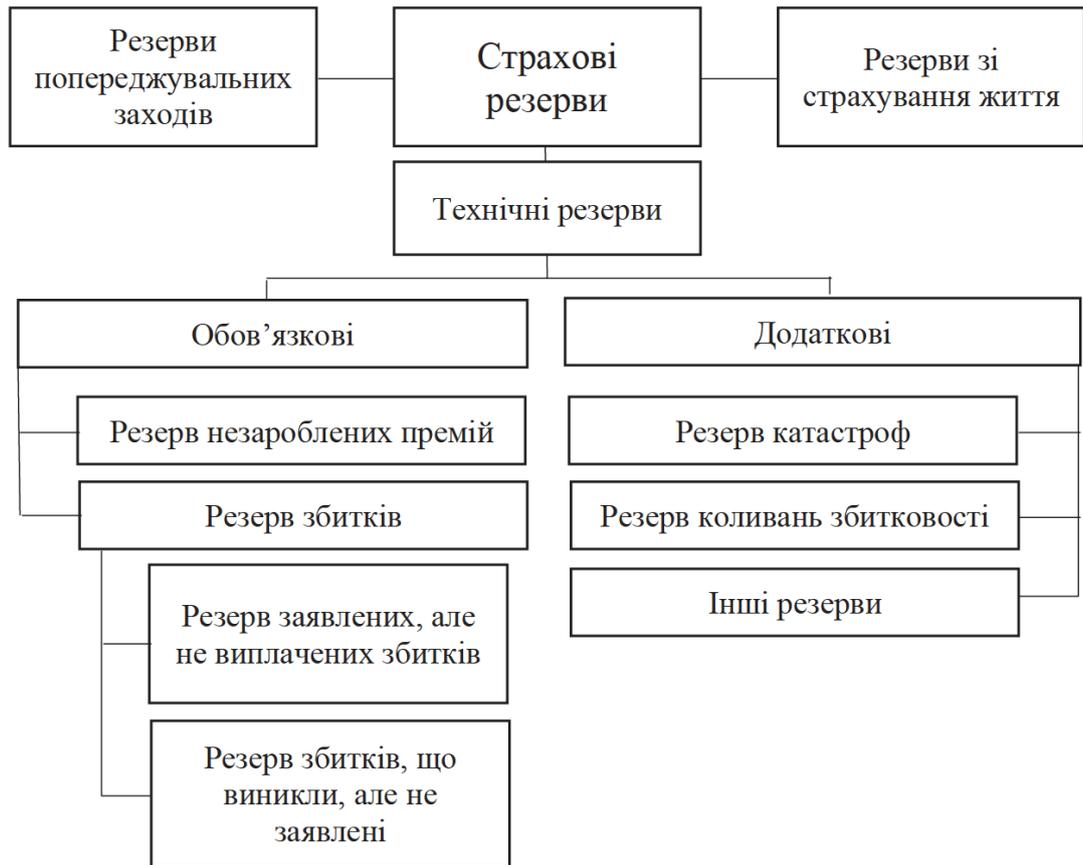 Резерви
попереджувальних
заходів
Страхові
резерви
Резерви зі
страхування життя
Технічні резерви
Обов’язкові
Додаткові
Резерв незароблених премій
Резерв катастроф
Резерв збитків
Резерв коливань збитковості
Резерв заявлених, але
не виплачених збитків
Інші резерви
Резерв збитків, що
виникли, але не
заявлені